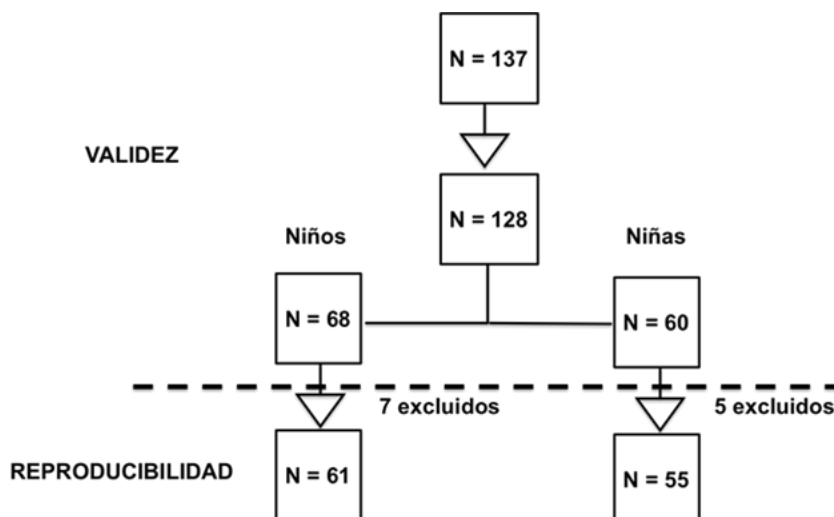 N = 137
VALIDEZ
N = 128
Niños
Niñas
N = 68
N = 60
7 excluidos
5 excluidos
REPRODUCIBILIDAD
N = 61
N = 55